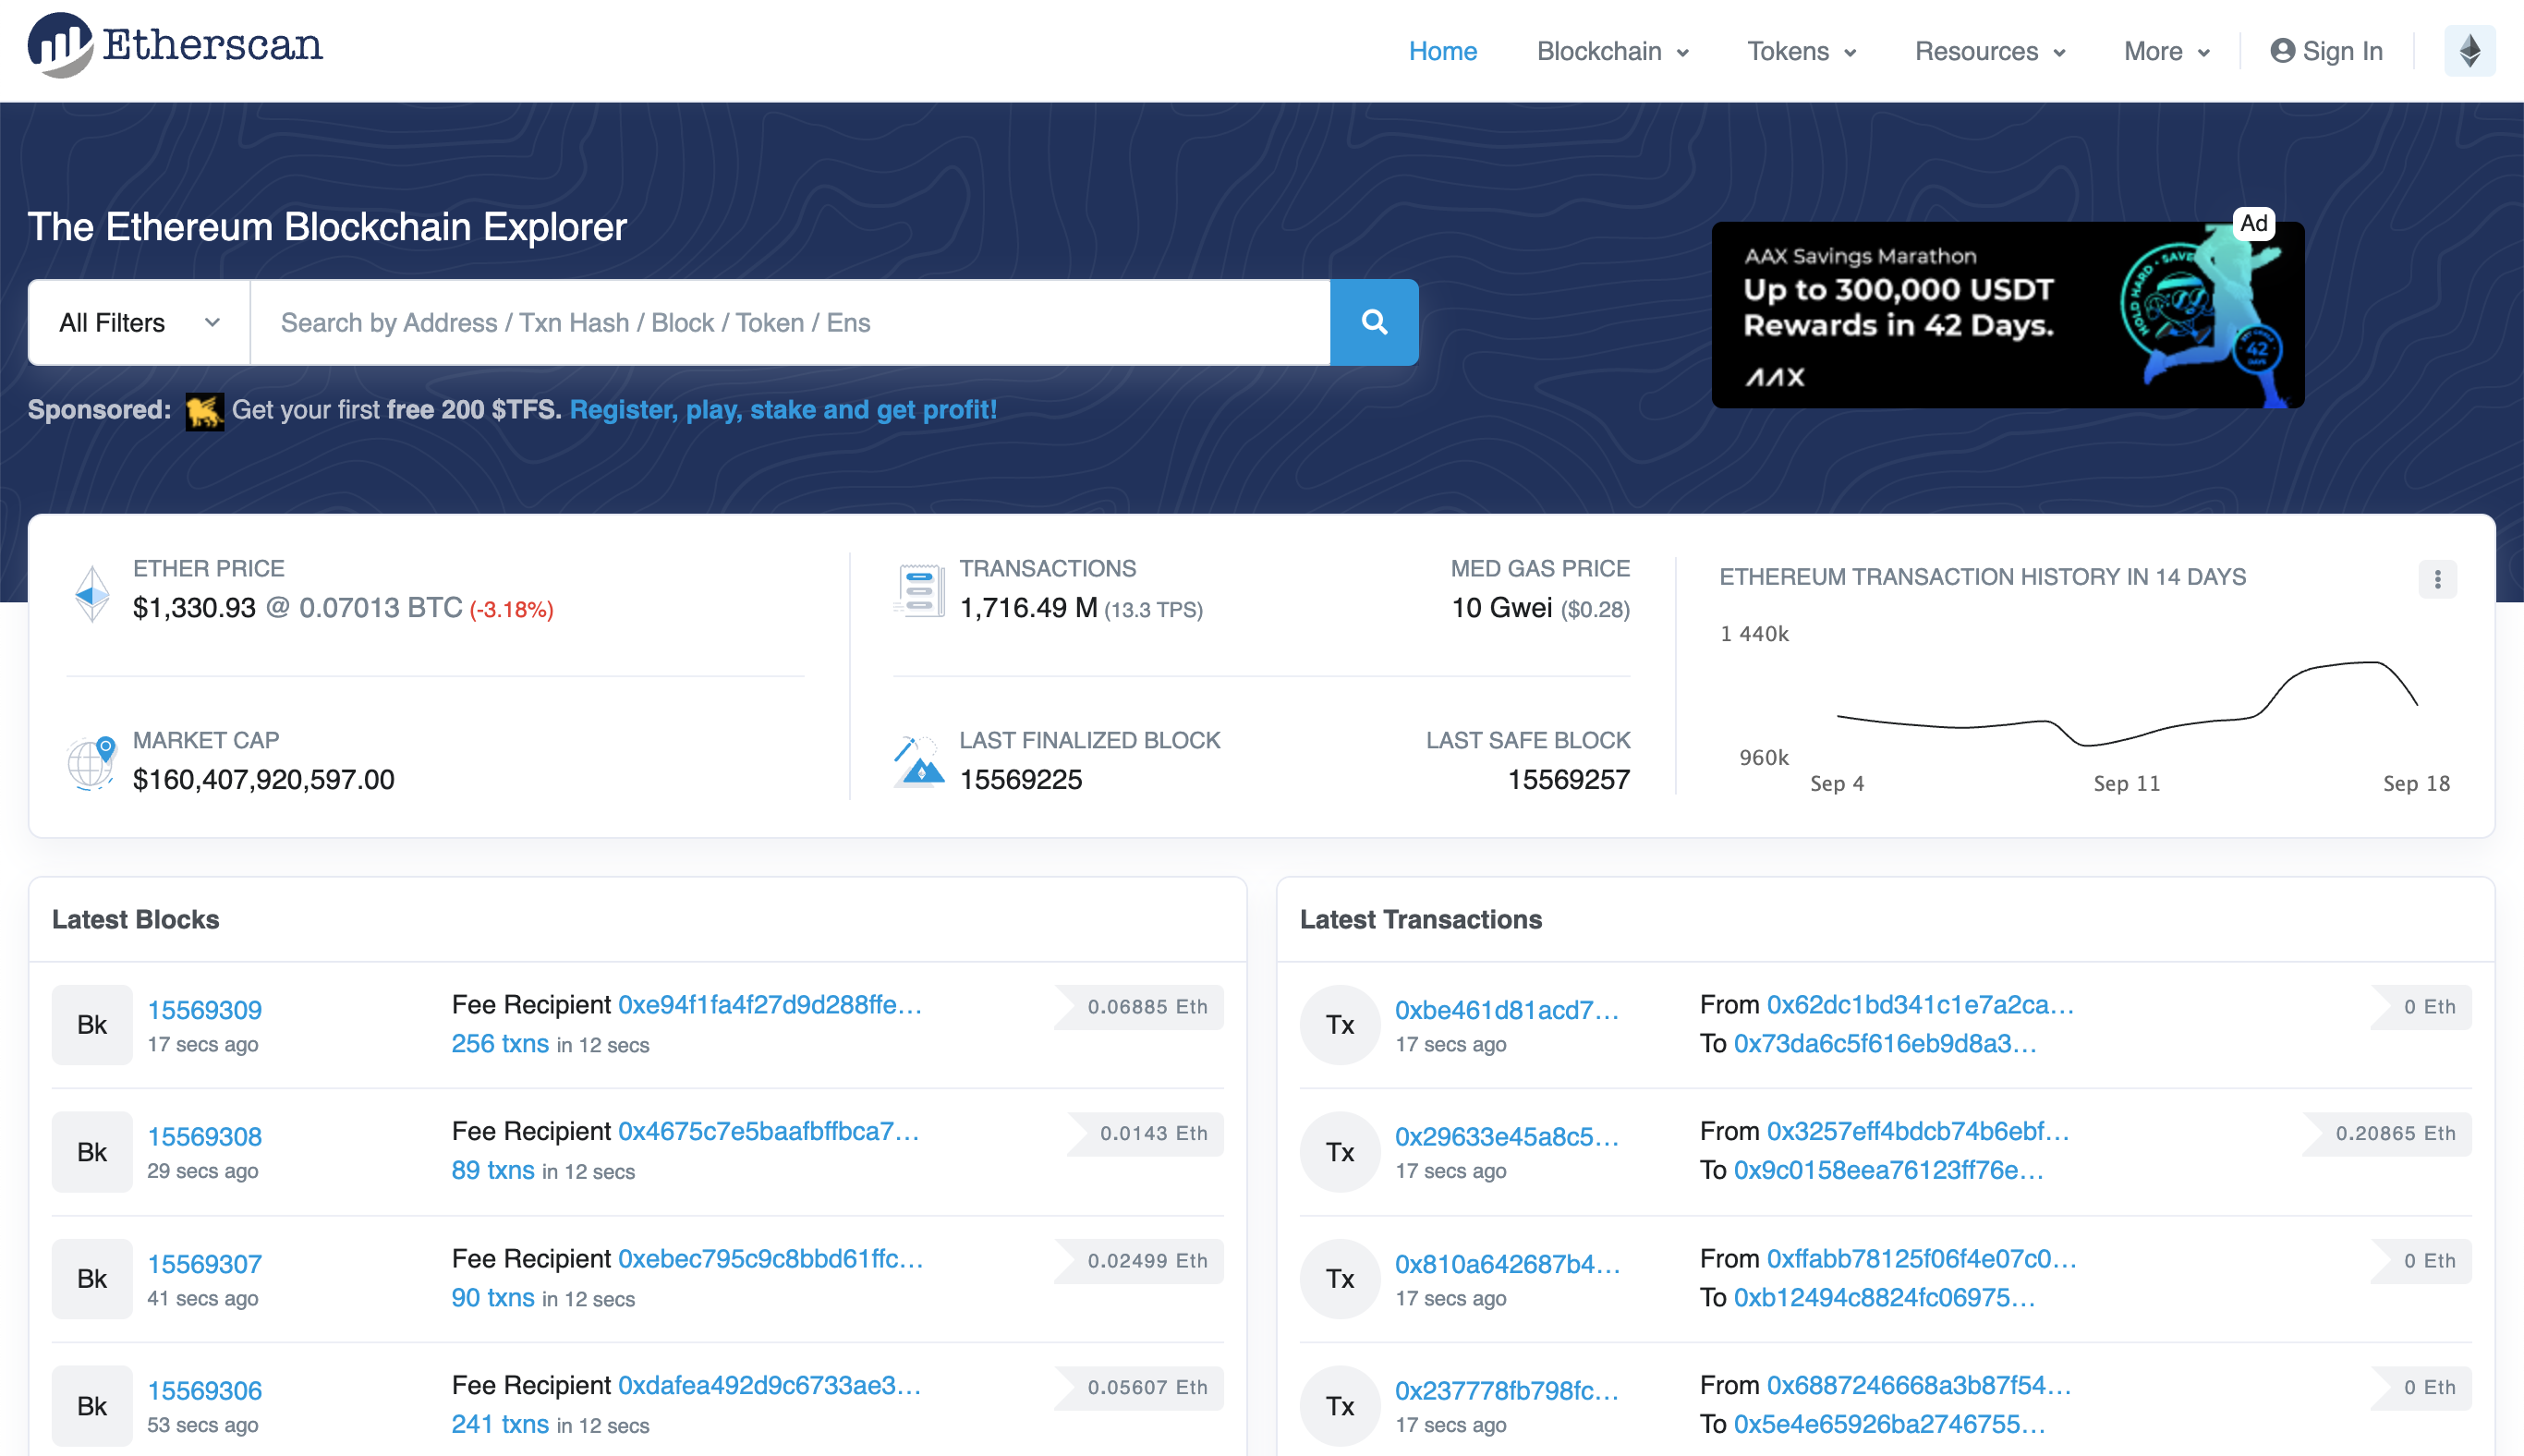 Etherscan
Home
Blockchain
Tokens
Resources
More
Sign In
The Ethereum Blockchain Explorer
All Filters
Search by Address / Txn Hash / Block / Token / Ens
Sponsored: Get your first free 200 $TFS. Register, play, stake and get profit!
Ad
AAX Savings Marathon
Up to 300,000 USDT
Rewards in 42 Days.
AAX
HOLD HARD · SAVE
42
DAYS
ETHER PRICE
$1,330.93 @ 0.07013 BTC (-3.18%)
MARKET CAP
$160,407,920,597.00
TRANSACTIONS
1,716.49 M (13.3 TPS)
MED GAS PRICE
10 Gwei ($0.28)
LAST FINALIZED BLOCK
15569225
LAST SAFE BLOCK
15569257
ETHEREUM TRANSACTION HISTORY IN 14 DAYS
1 440k
960k
Sep 4
Sep 11
Sep 18
Latest Blocks
Bk
15569309
17 secs ago
Fee Recipient 0xe94f1fa4f27d9d288ffe...
256 txns in 12 secs
0.06885 Eth
Bk
15569308
29 secs ago
Fee Recipient 0x4675c7e5baafbffbca7...
89 txns in 12 secs
0.0143 Eth
Bk
15569307
41 secs ago
Fee Recipient 0xebec795c9c8bbd61ffc...
90 txns in 12 secs
0.02499 Eth
Bk
15569306
53 secs ago
Fee Recipient 0xdafea492d9c6733ae3...
241 txns in 12 secs
0.05607 Eth
Latest Transactions
Tx
0xbe461d81acd7...
17 secs ago
From 0x62dc1bd341c1e7a2ca...
To 0x73da6c5f616eb9d8a3...
0 Eth
Tx
0x29633e45a8c5...
17 secs ago
From 0x3257eff4bdcb74b6ebf...
To 0x9c0158eea76123ff76e...
0.20865 Eth
Tx
0x810a642687b4...
17 secs ago
From 0xffabb78125f06f4e07c0...
To 0xb12494c8824fc06975...
0 Eth
Tx
0x237778fb798fc...
17 secs ago
From 0x6887246668a3b87f54...
To 0x5e4e65926ba2746755...
0 Eth